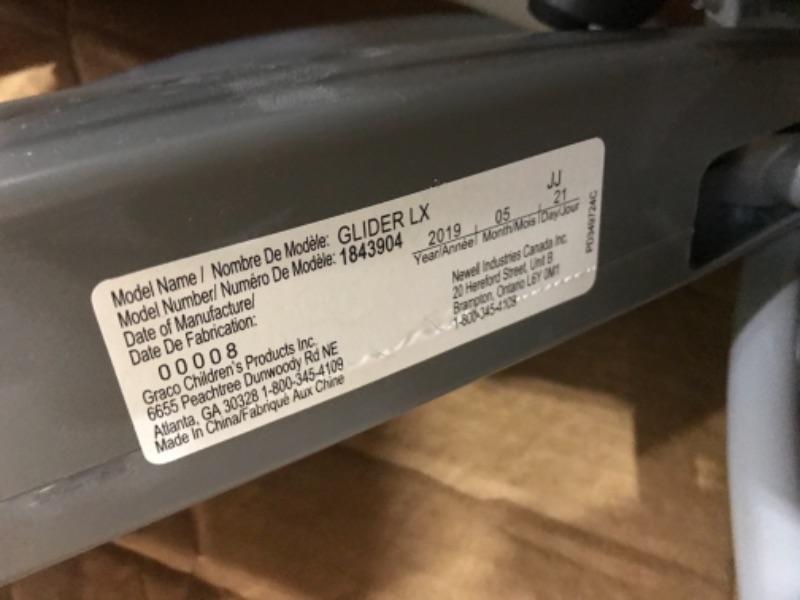 Model Name / Nombre De Modèle: GLIDER LX
Model Number/ Numéro De Modèle: 1843904
Date of Manufacture/
Date De Fabrication:
00008
Graco Children's Products Inc.
6655 Peachtree Dunwoody Rd NE
Atlanta, GA 30328 1-800-345-4109
Made In China/Fabriqué Aux Chine
JJ
2019 05 21
Year/Année Month/Mois Day/Jour
Newell Industries Canada Inc.
20 Hereford Street, Unit B
Brampton, Ontario L6Y 0M1
1-800-345-4109
PD349724C